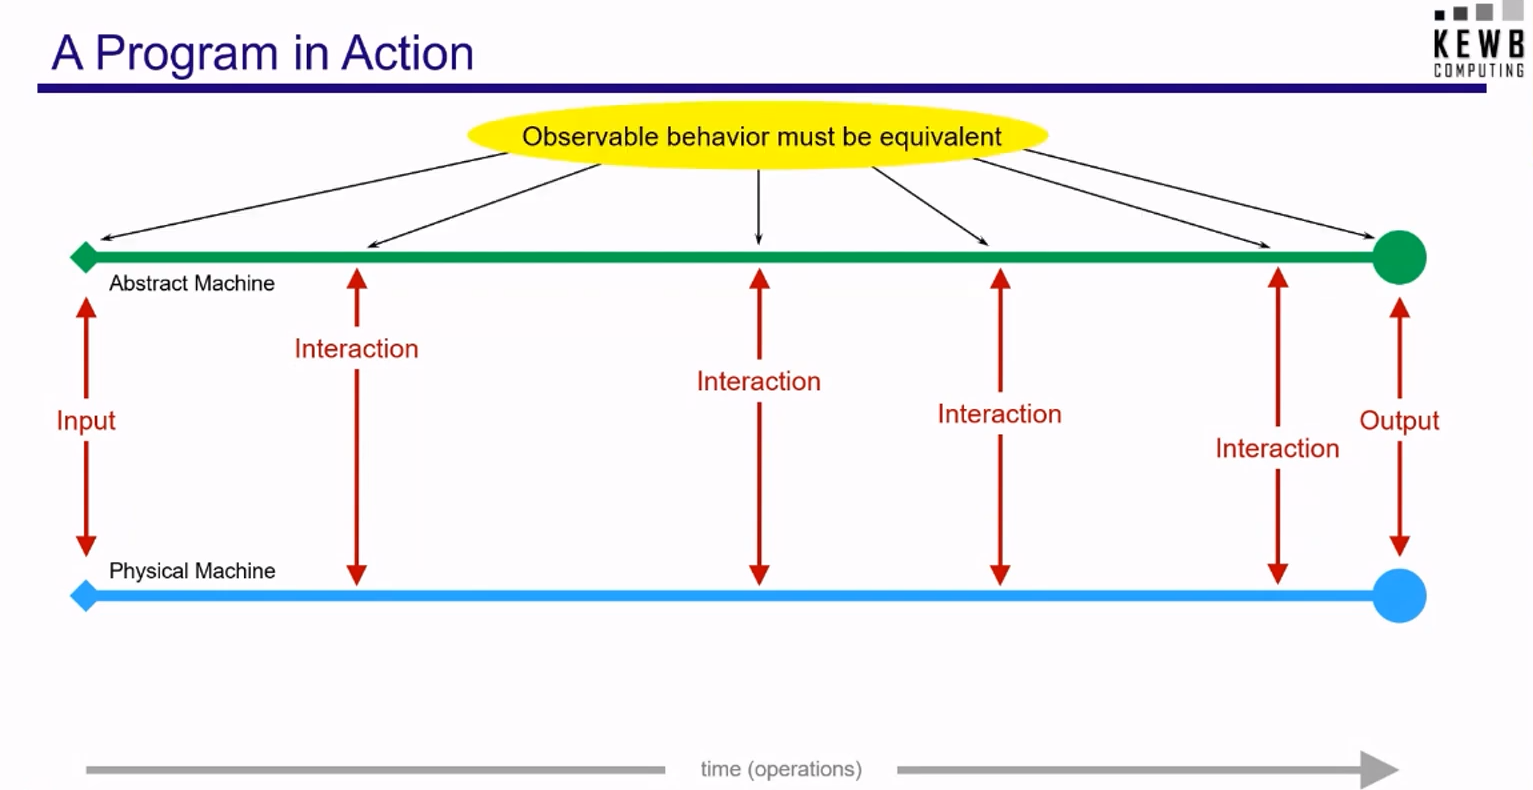 A Program in Action
KEWB
COMPUTING
Observable behavior must be equivalent
Abstract Machine
Interaction
Interaction
Interaction
Interaction
Input
Output
Physical Machine
time (operations)